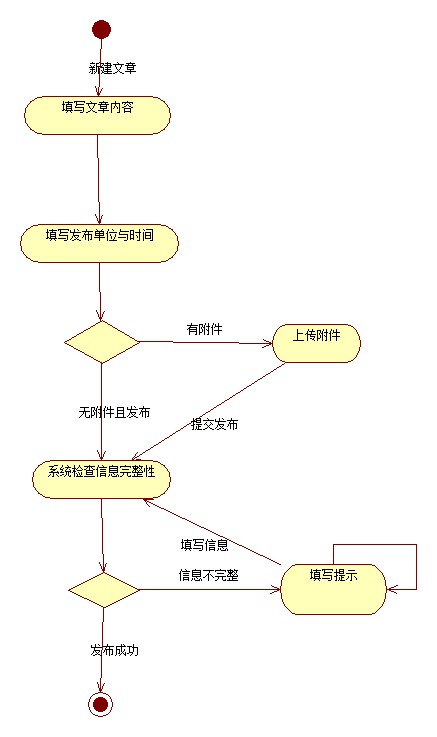 新建文章
填写文章内容
填写发布单位与时间
有附件
上传附件
无附件且发布
提交发布
系统检查信息完整性
填写信息
信息不完整
填写提示
发布成功